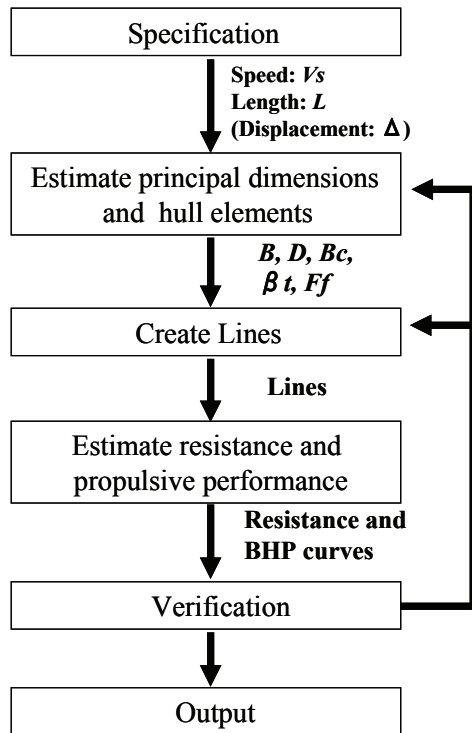 Specification
Speed: Vs
Length: L
(Displacement: Δ)
Estimate principal dimensions
and hull elements
B, D, Bc,
β t, Ff
Create Lines
Lines
Estimate resistance and
propulsive performance
Resistance and
BHP curves
Verification
Output